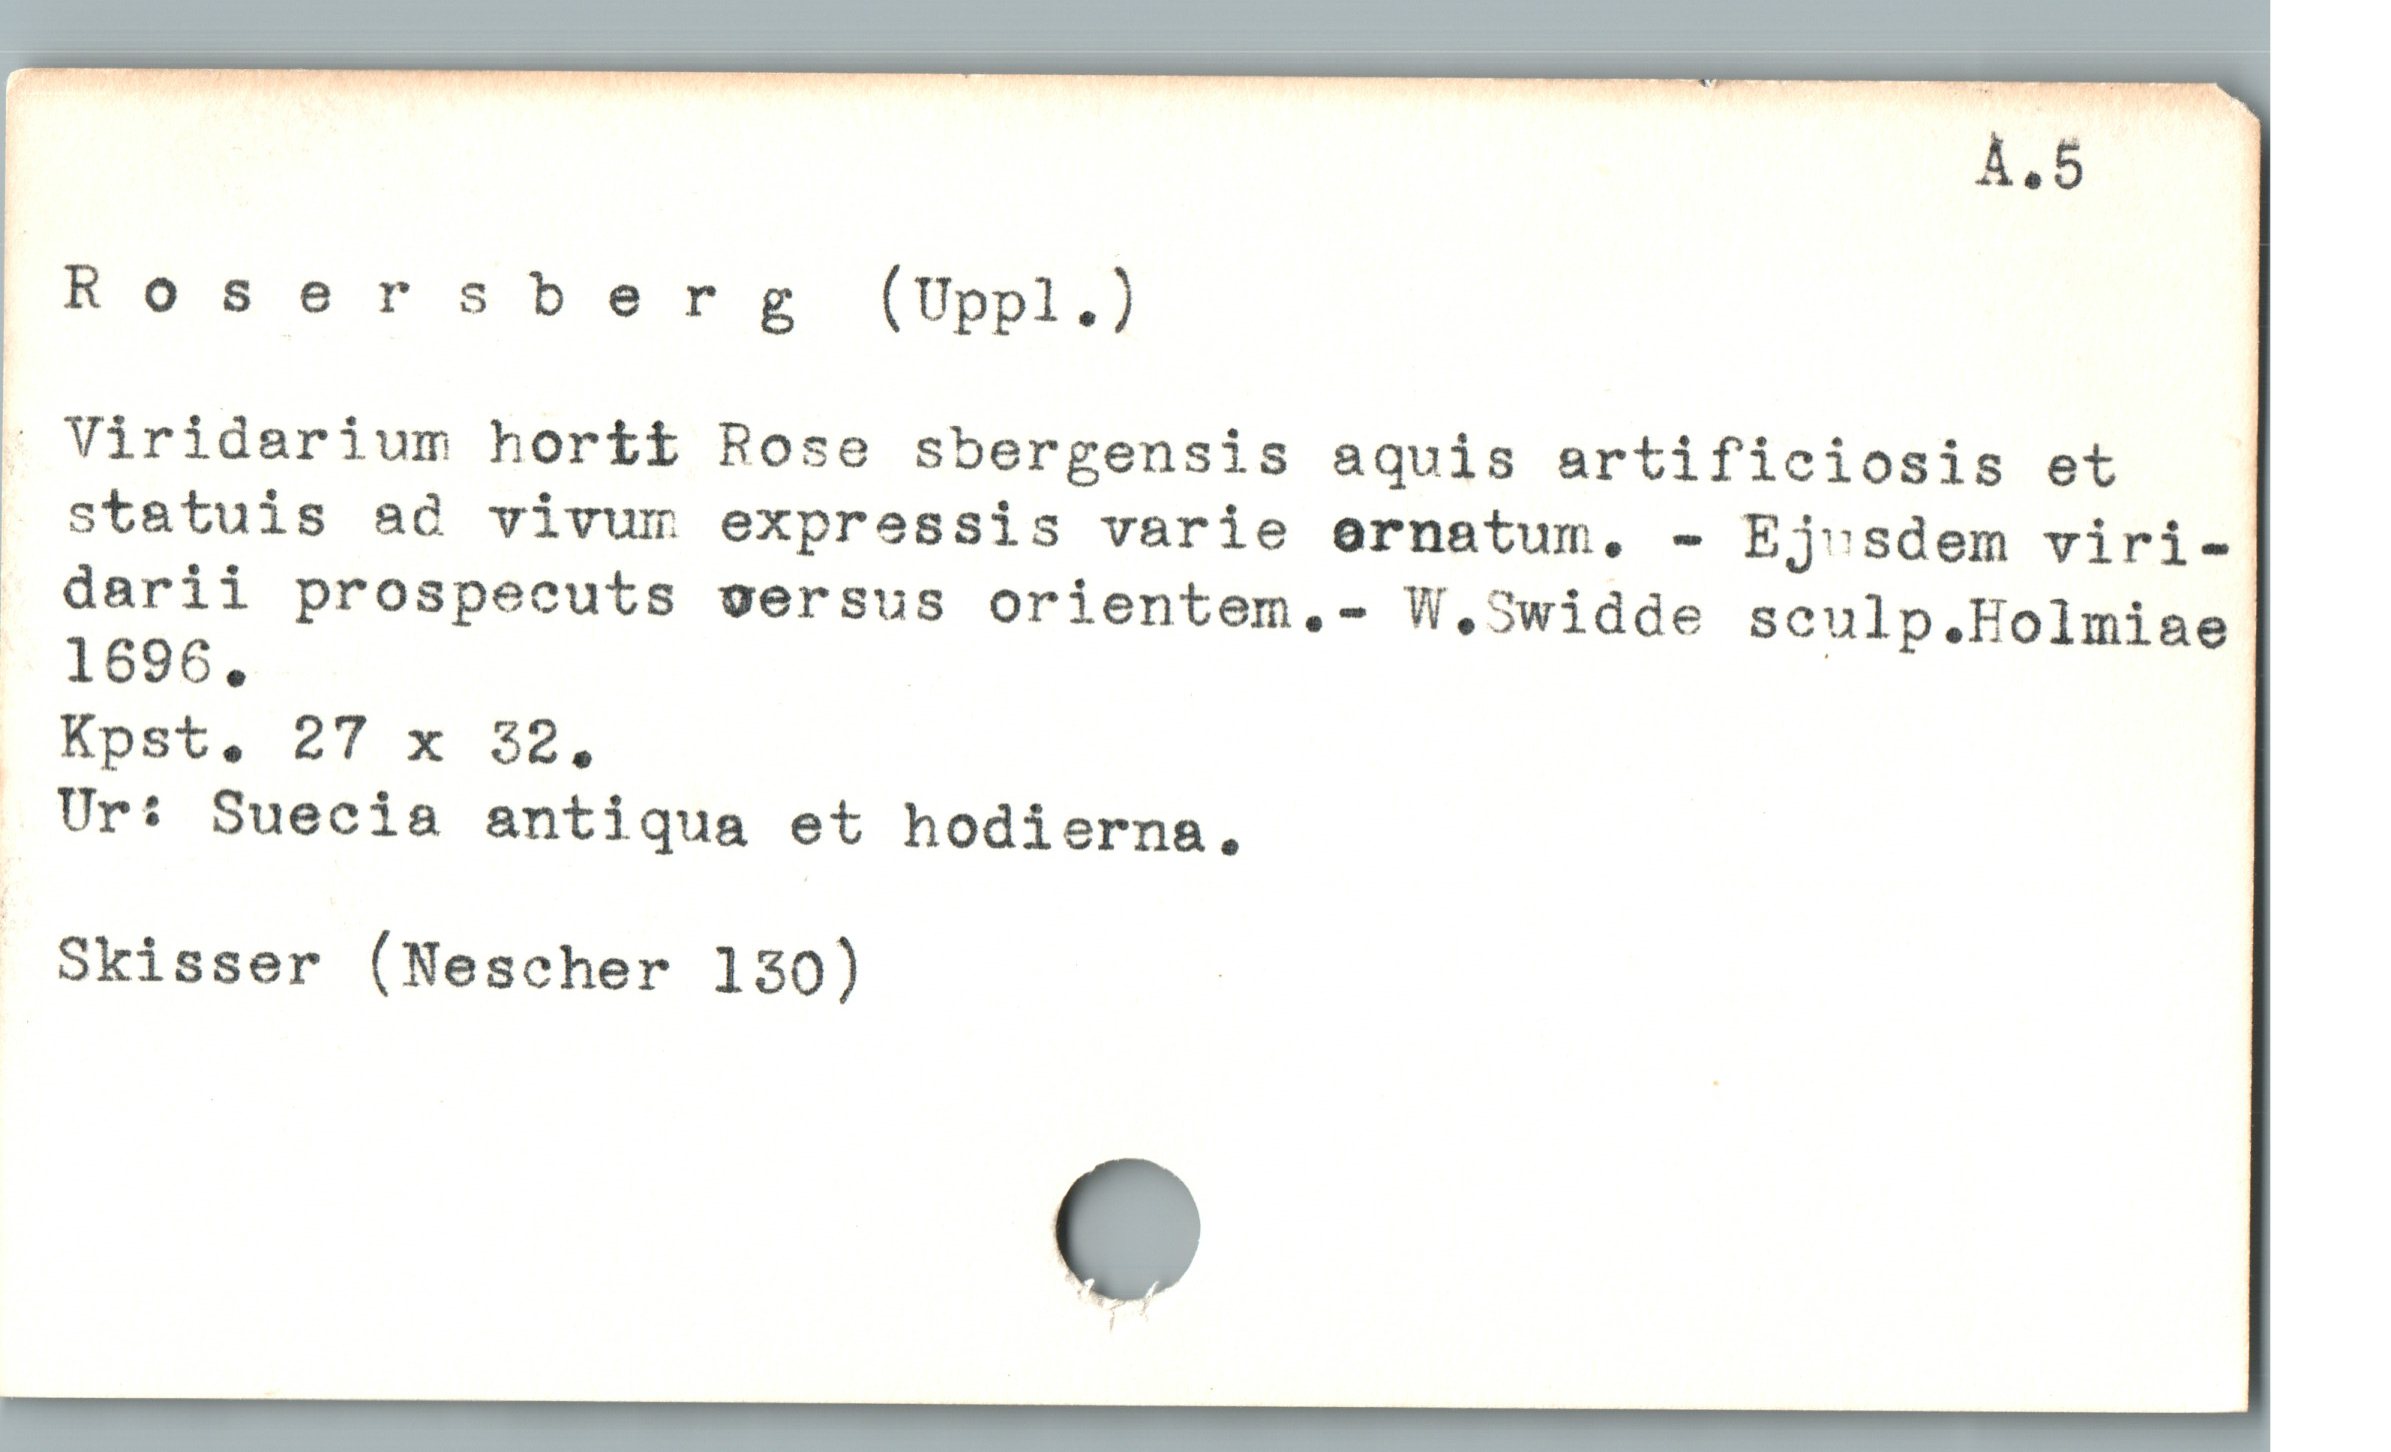 A.5
R o s e r s b e r g (Uppl.)
Viridarium horti Rose sbergensis aquis artificiosis et
statuis ad vivum expressis varie ornatum. - Ejusdem viri-
darii prospecuts versus orientem.- W.Swidde sculp.Holmiae
1696.
Kpst. 27 x 32.
Ur: Suecia antiqua et hodierna.
Skisser (Nescher 130)